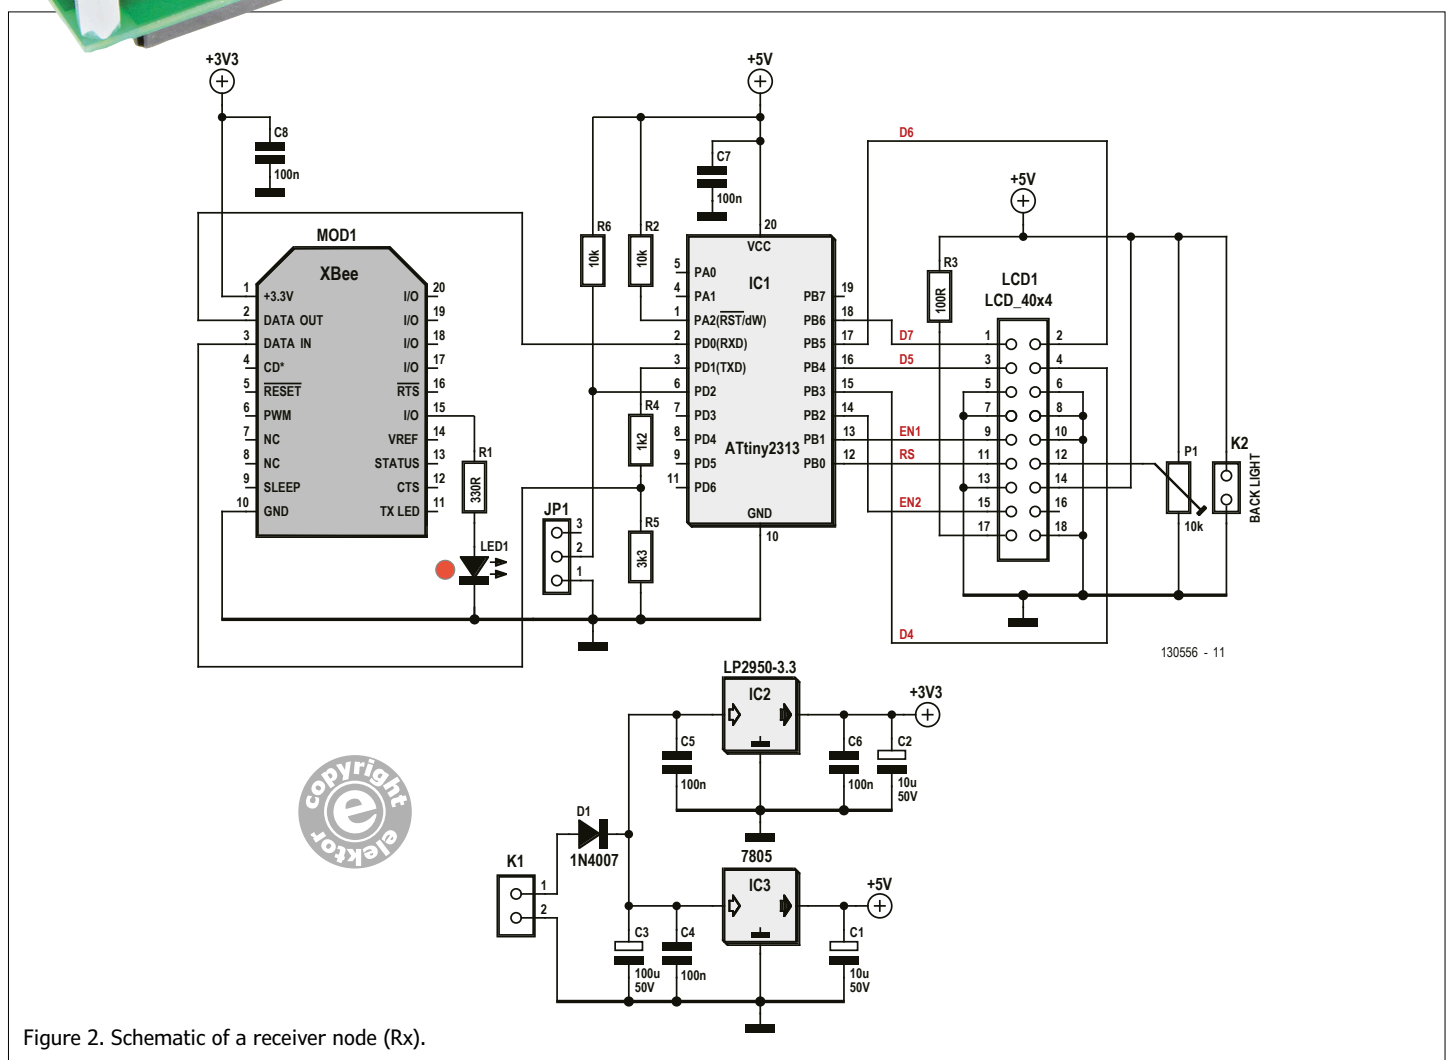 +3V3
+5V
C8
100n
C7
100n
D6
+5V
MOD1
XBee
1 +3.3V
2 DATA OUT
3 DATA IN
4 CD*
5 RESET
6 PWM
7 NC
8 NC
9 SLEEP
10 GND
I/O 20
I/O 19
I/O 18
I/O 17
RTS 16
I/O 15
VREF 14
STATUS 13
CTS 12
TX LED 11
R1
330R
LED1
R6
10k
R2
10k
R4
1k2
R5
3k3
JP1
3
2
1
20
VCC
IC1
ATtiny2313
5 PA0
4 PA1
1 PA2(RST/dW)
2 PD0(RXD)
3 PD1(TXD)
6 PD2
7 PD3
8 PD4
9 PD5
11 PD6
PB7 19
PB6 18
PB5 17
PB4 16
PB3 15
PB2 14
PB1 13
PB0 12
GND
10
D7
D5
EN1
RS
EN2
D4
R3
100R
LCD1
LCD_40x4
1 2
3 4
5 6
7 8
9 10
11 12
13 14
15 16
17 18
P1
10k
K2
BACK LIGHT
130556 - 11
LP2950-3.3
IC2
+3V3
C5
100n
C6
100n
C2
10u
50V
D1
1N4007
K1
1
2
7805
IC3
+5V
C3
100u
50V
C4
100n
C1
10u
50V
copyright
e
elektor
Figure 2. Schematic of a receiver node (Rx).